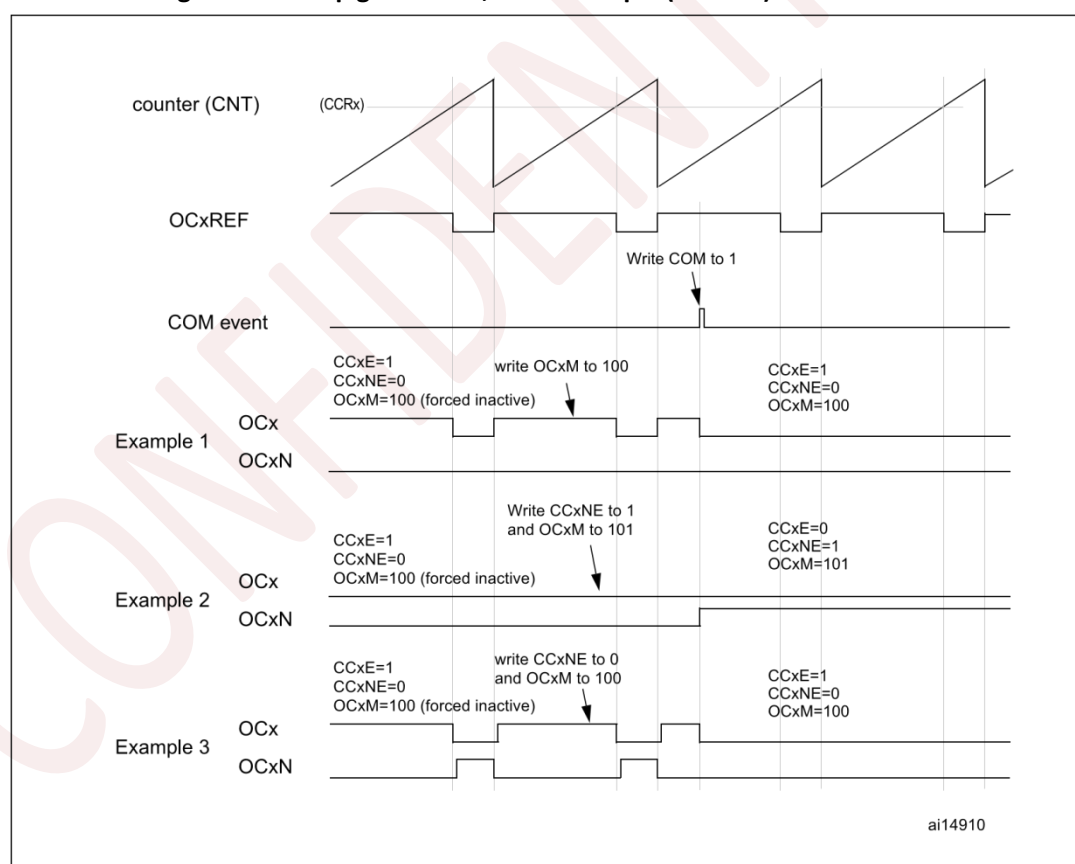 counter (CNT)
(CCRx)
OCxREF
Write COM to 1
COM event
CCxE=1
CCxNE=0
OCxM=100 (forced inactive)
write OCxM to 100
CCxE=1
CCxNE=0
OCxM=100
OCx
Example 1
OCxN
Write CCxNE to 1
and OCxM to 101
CCxE=1
CCxNE=0
OCxM=100 (forced inactive)
CCxE=0
CCxNE=1
OCxM=101
OCx
Example 2
OCxN
write CCxNE to 0
and OCxM to 100
CCxE=1
CCxNE=0
OCxM=100 (forced inactive)
CCxE=1
CCxNE=0
OCxM=100
OCx
Example 3
OCxN
ai14910
CONFIDENT